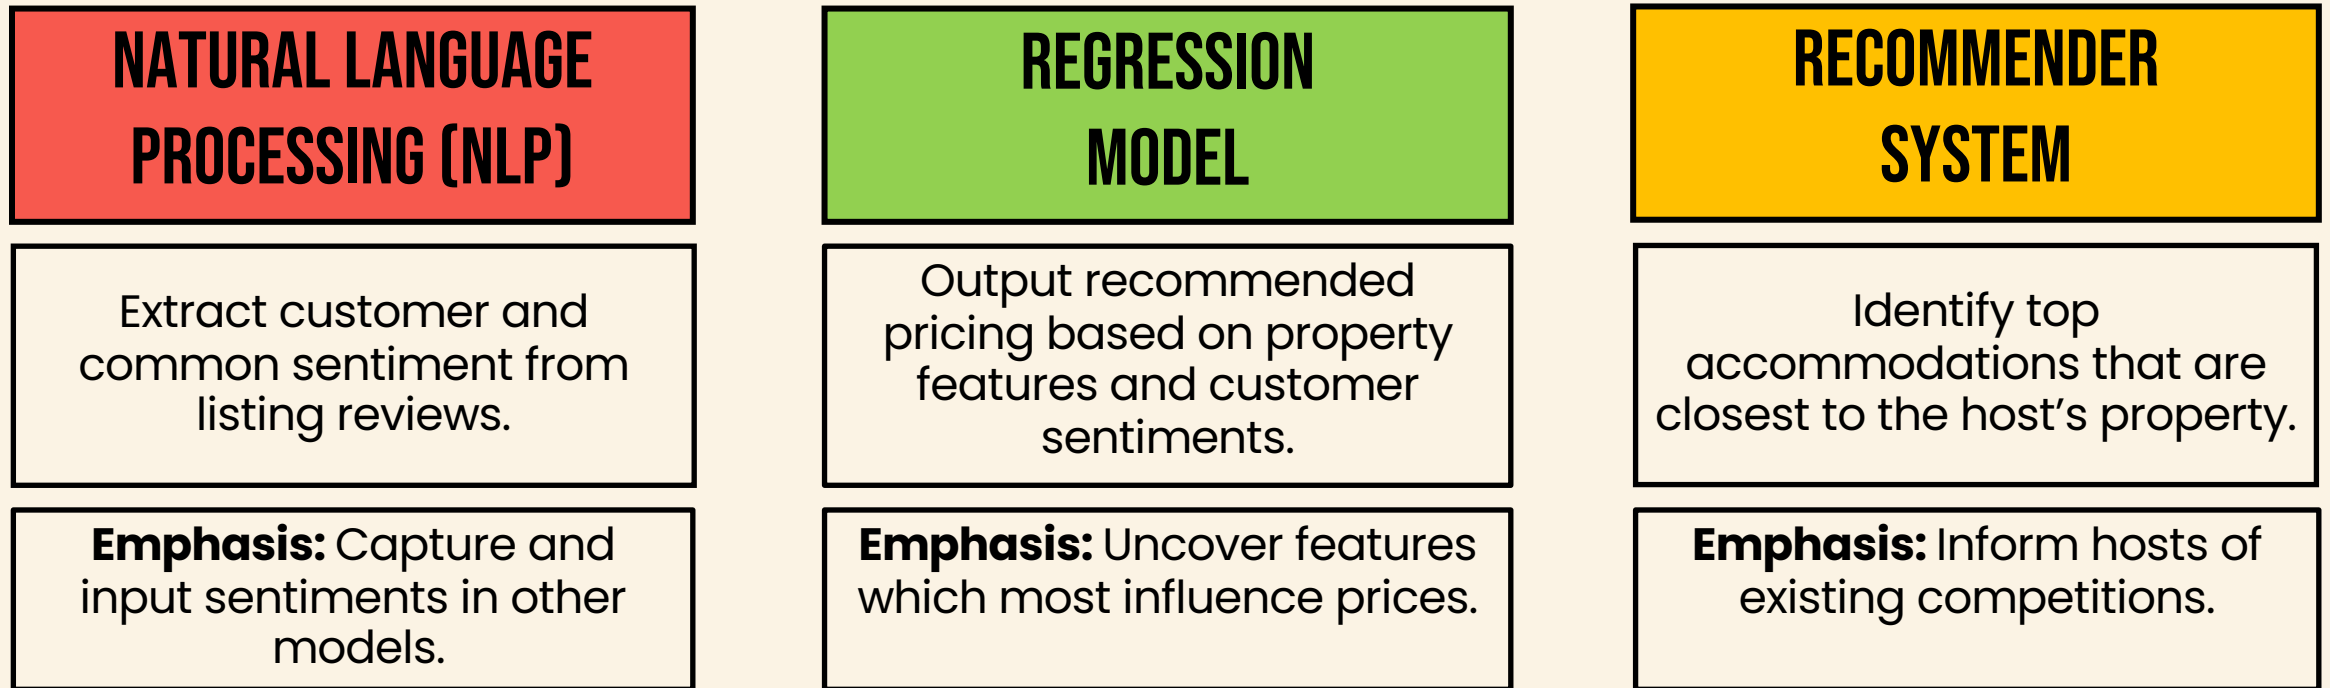 NATURAL LANGUAGE
PROCESSING (NLP)
Extract customer and
common sentiment from
listing reviews.
Emphasis: Capture and
input sentiments in other
models.
REGRESSION
MODEL
Output recommended
pricing based on property
features and customer
sentiments.
Emphasis: Uncover features
which most influence prices.
RECOMMENDER
SYSTEM
Identify top
accommodations that are
closest to the host’s property.
Emphasis: Inform hosts of
existing competitions.